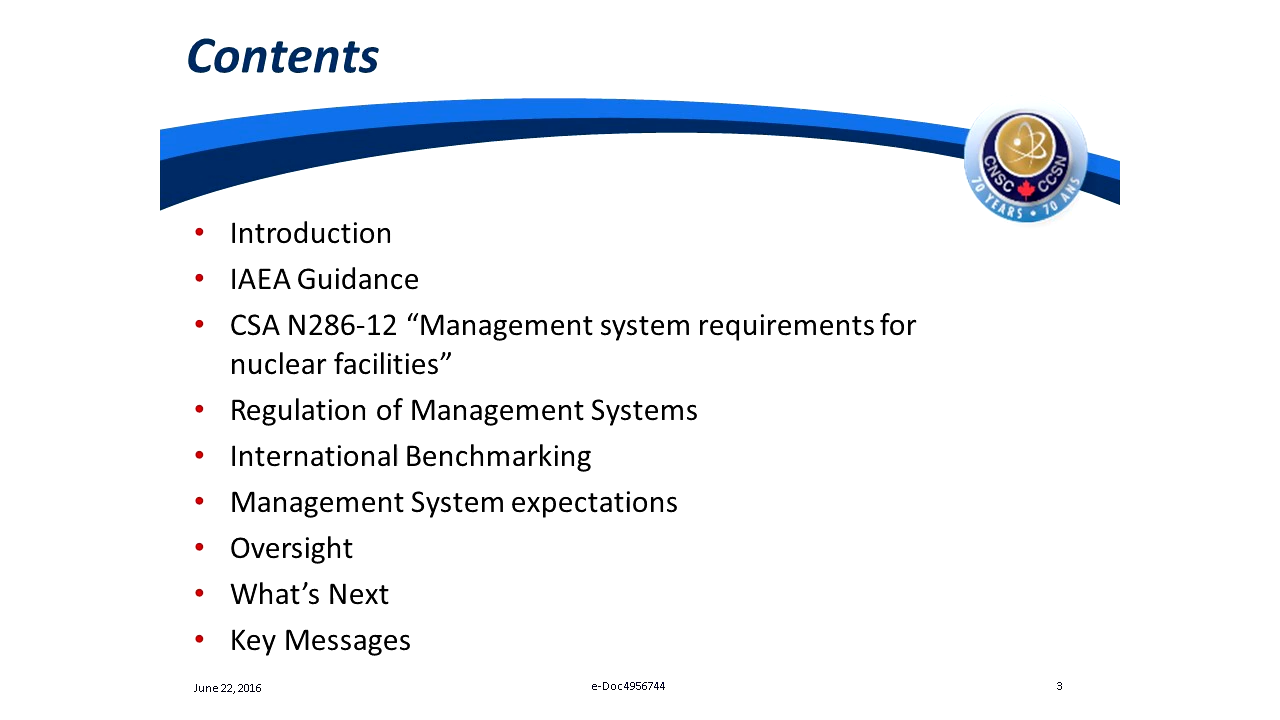 Contents
CNSC CCSN
70 YEARS • 70 ANS
• Introduction
• IAEA Guidance
• CSA N286-12 “Management system requirements for
nuclear facilities”
• Regulation of Management Systems
• International Benchmarking
• Management System expectations
• Oversight
• What’s Next
• Key Messages
June 22, 2016
e-Doc4956744
3